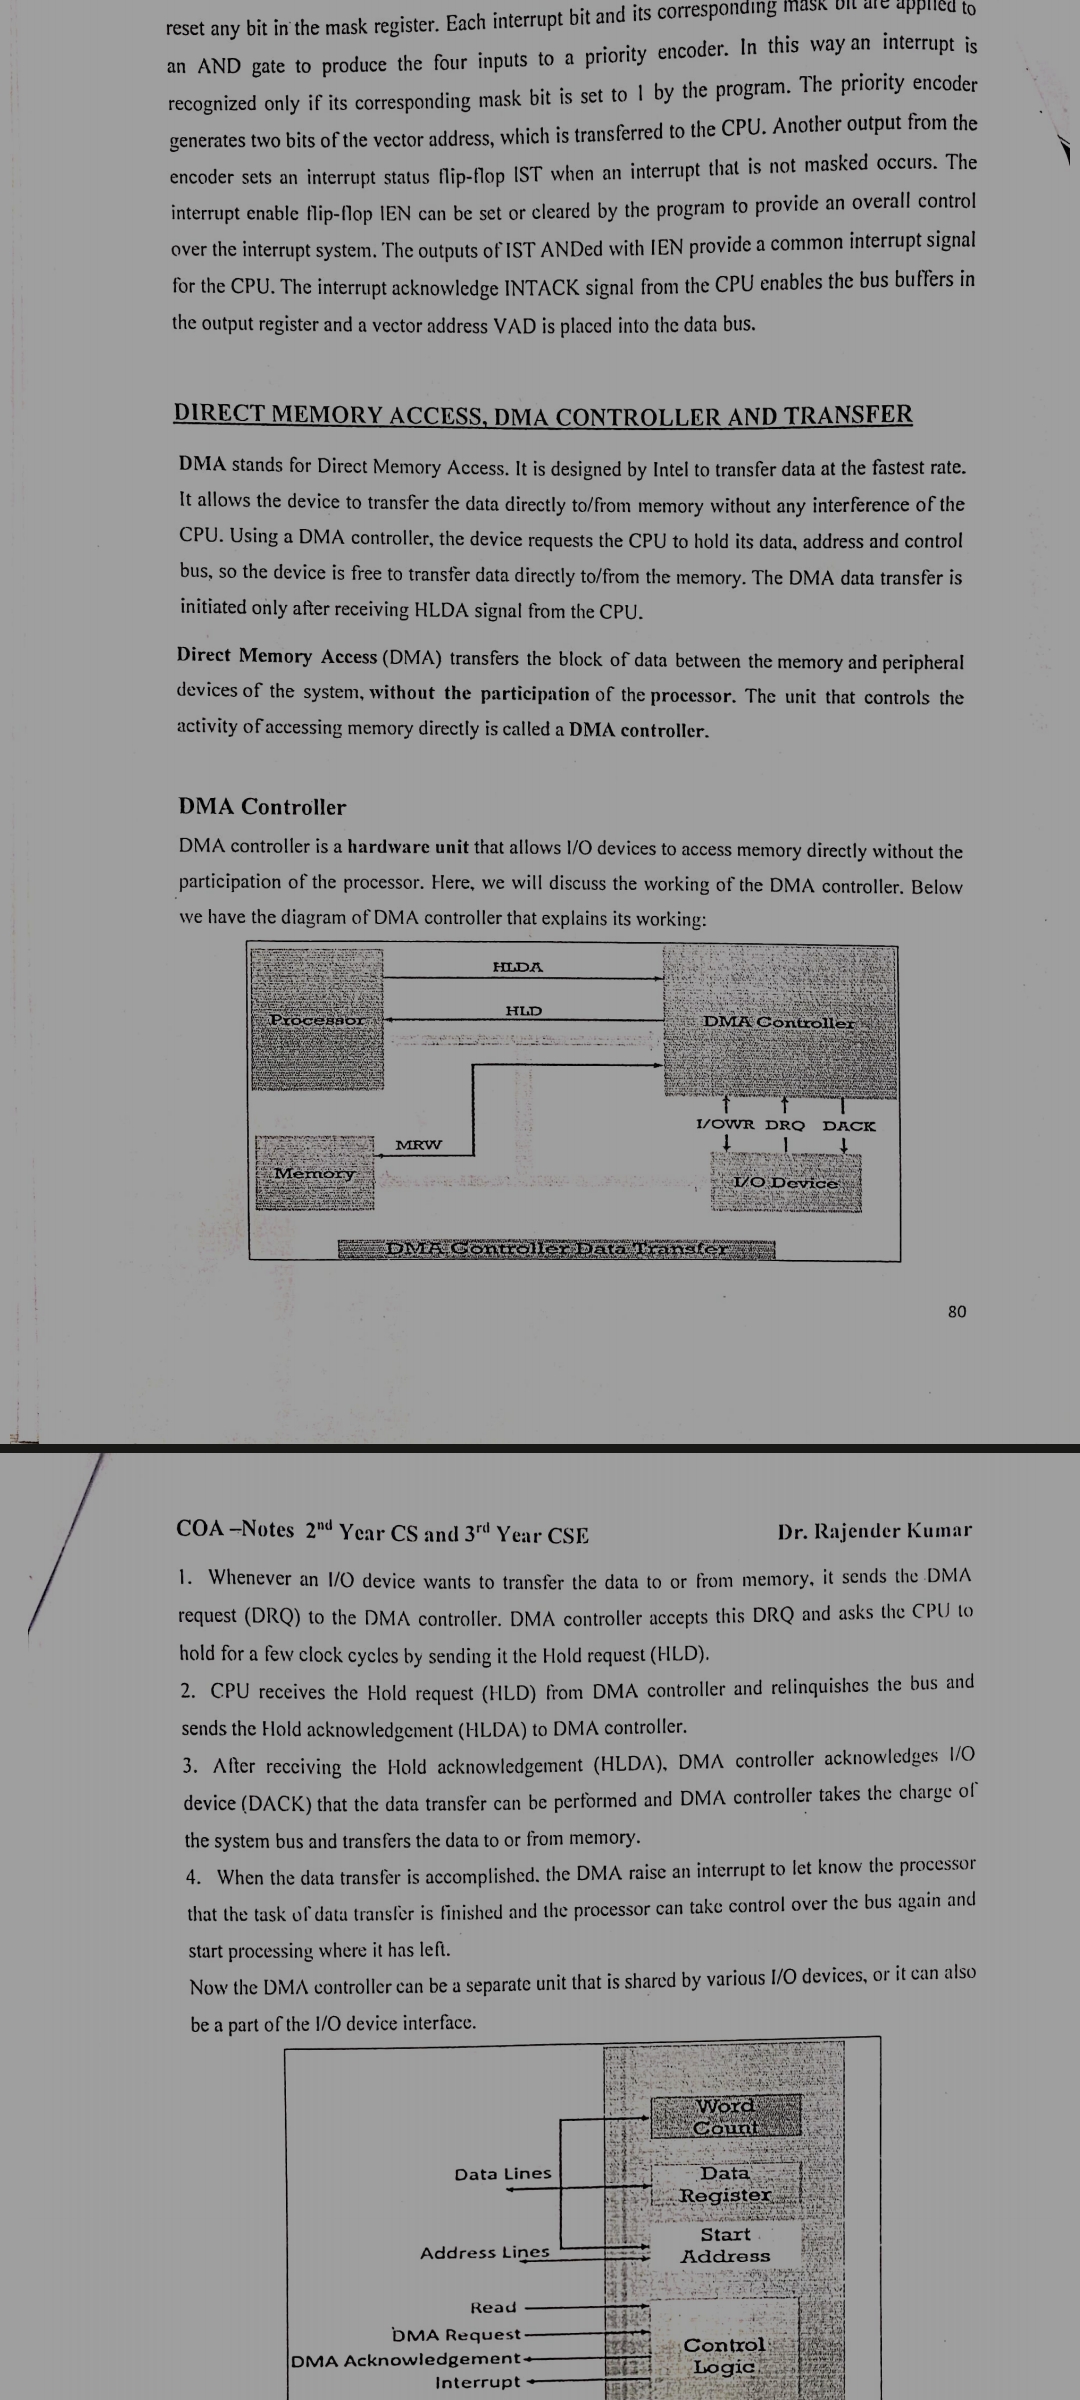 reset any bit in the mask register. Each interrupt bit and its corresponding mask bit are applied to
an AND gate to produce the four inputs to a priority encoder. In this way an interrupt is
recognized only if its corresponding mask bit is set to 1 by the program. The priority encoder
generates two bits of the vector address, which is transferred to the CPU. Another output from the
encoder sets an interrupt status flip-flop IST when an interrupt that is not masked occurs. The
interrupt enable flip-flop IEN can be set or cleared by the program to provide an overall control
over the interrupt system. The outputs of IST ANDed with IEN provide a common interrupt signal
for the CPU. The interrupt acknowledge INTACK signal from the CPU enables the bus buffers in
the output register and a vector address VAD is placed into the data bus.
DIRECT MEMORY ACCESS, DMA CONTROLLER AND TRANSFER
DMA stands for Direct Memory Access. It is designed by Intel to transfer data at the fastest rate.
It allows the device to transfer the data directly to/from memory without any interference of the
CPU. Using a DMA controller, the device requests the CPU to hold its data, address and control
bus, so the device is free to transfer data directly to/from the memory. The DMA data transfer is
initiated only after receiving HLDA signal from the CPU.
Direct Memory Access (DMA) transfers the block of data between the memory and peripheral
devices of the system, without the participation of the processor. The unit that controls the
activity of accessing memory directly is called a DMA controller.
DMA Controller
DMA controller is a hardware unit that allows I/O devices to access memory directly without the
participation of the processor. Here, we will discuss the working of the DMA controller. Below
we have the diagram of DMA controller that explains its working:
HLDA
HLD
Processor
DMA Controller
I/OWR DRQ DACK
MRW
Memory
I/O Device
DMA Controller Data Transfer
80
COA –Notes 2nd Year CS and 3rd Year CSE Dr. Rajender Kumar
1. Whenever an I/O device wants to transfer the data to or from memory, it sends the DMA
request (DRQ) to the DMA controller. DMA controller accepts this DRQ and asks the CPU to
hold for a few clock cycles by sending it the Hold request (HLD).
2. CPU receives the Hold request (HLD) from DMA controller and relinquishes the bus and
sends the Hold acknowledgement (HLDA) to DMA controller.
3. After receiving the Hold acknowledgement (HLDA), DMA controller acknowledges I/O
device (DACK) that the data transfer can be performed and DMA controller takes the charge of
the system bus and transfers the data to or from memory.
4. When the data transfer is accomplished, the DMA raise an interrupt to let know the processor
that the task of data transfer is finished and the processor can take control over the bus again and
start processing where it has left.
Now the DMA controller can be a separate unit that is shared by various I/O devices, or it can also
be a part of the I/O device interface.
Word
Count
Data Lines
Data
Register
Start
Address
Address Lines
Read
DMA Request
DMA Acknowledgement
Interrupt
Control
Logic